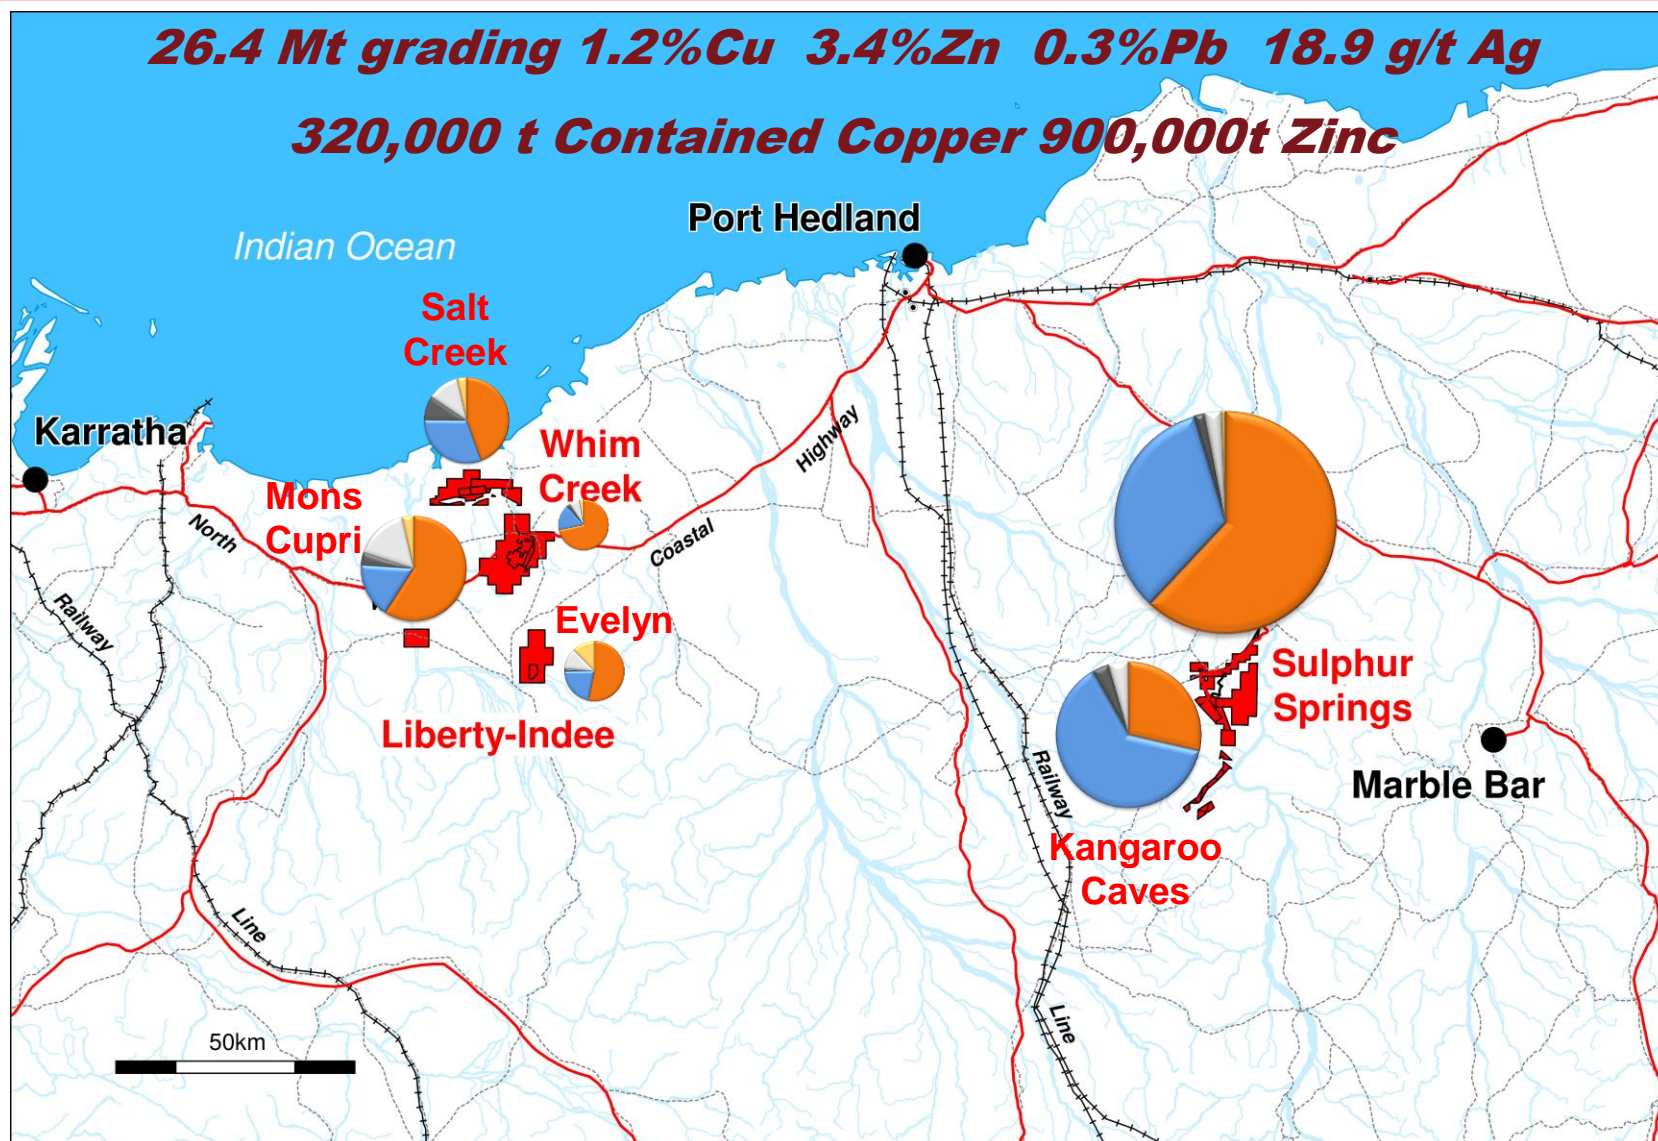 26.4 Mt grading 1.2%Cu 3.4%Zn 0.3%Pb 18.9 g/t Ag
320,000 t Contained Copper 900,000t Zinc
Port Hedland
Indian Ocean
Salt
Creek
Karratha
Whim
Creek
Highway
Mons
Cupri
North
Coastal
Railway
Evelyn
Liberty-Indee
Sulphur
Springs
Marble Bar
Railway
Kangaroo
Caves
Line
Line
50km